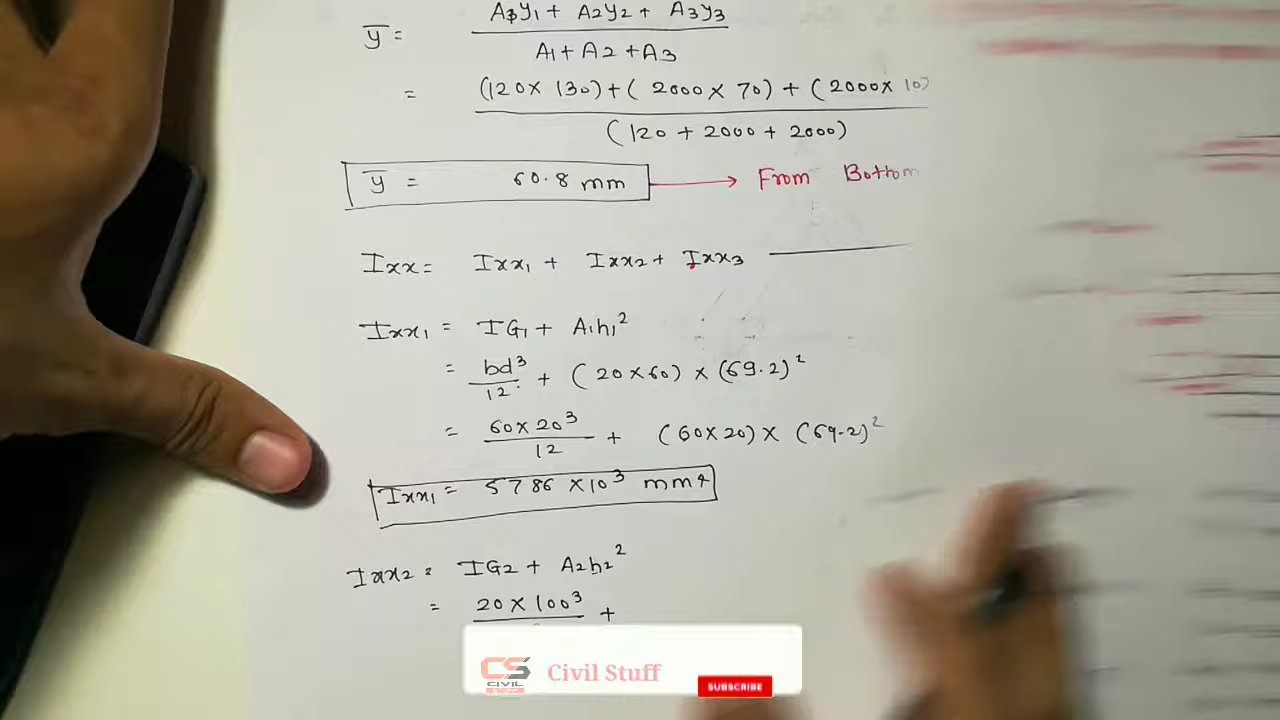 A1y1 + A2y2 + A3y3
y̅ = ―――――
A1 + A2 + A3
= (120 × 130) + ( 2000 × 70) + ( 2000 × 10)
(120 + 2000 + 2000)
y̅ = 60.8 mm → From Bottom
Ixx = Ixx1 + Ixx2 + Ixx3
Ixx1 = IG1 + A1h1²
= bd³/12 + (20×60) × (69.2)²
= 60×20³/12 + (60×20) × (69.2)²
Ixx1 = 5786 ×10³ mm4
Ixx2 = IG2 + A2h2²
= 20 × 100³ +
CS CIVIL Civil Stuff
SUBSCRIBE